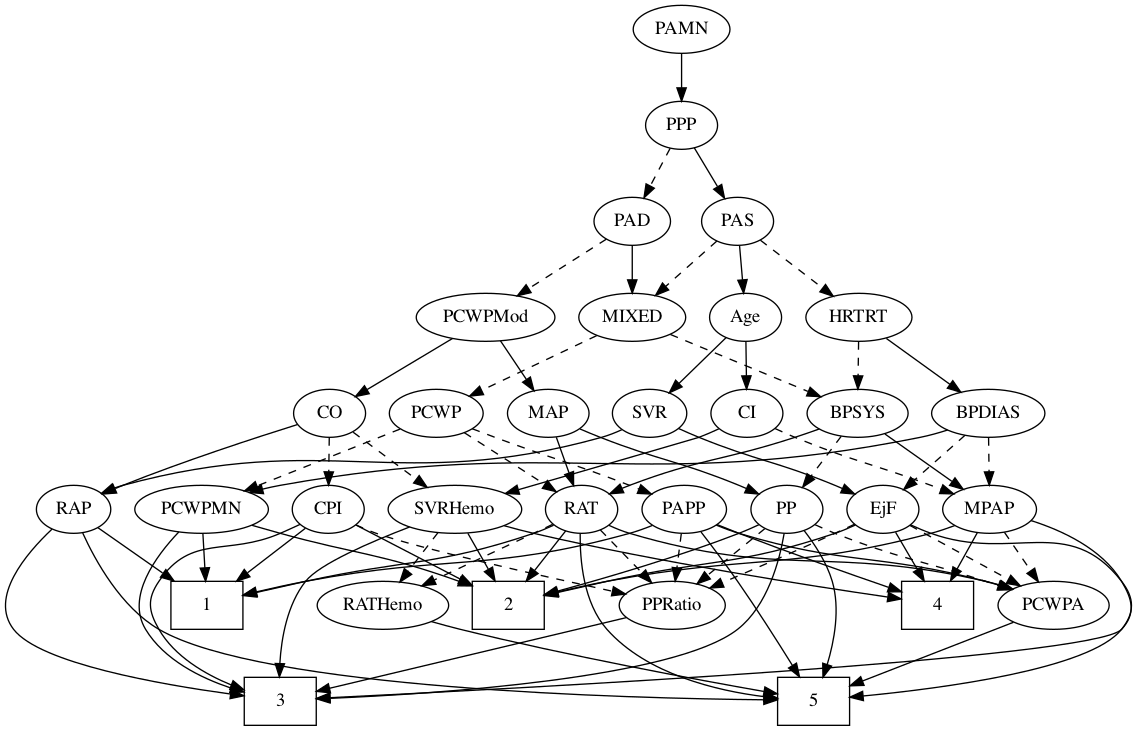 PAMN
PPP
PAD PAS
PCWPMod MIXED Age HRTRT
CO PCWP MAP SVR CI BPSYS BPDIAS
RAP PCWPMN CPI SVRHemo RAT PAPP PP EjF MPAP
1 RATHemo 2 PPRatio 4 PCWPA
3 5